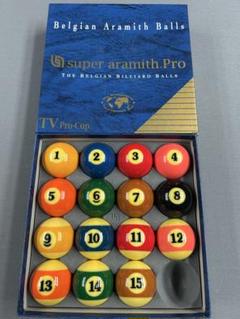 Belgian Aramith Balls
super aramith.Pro
THE BELGIAN BILLIARD BALLS
TV Pro-Cup
1 2 3 4
5 6 7 8
9 10 11 12
13 14 15